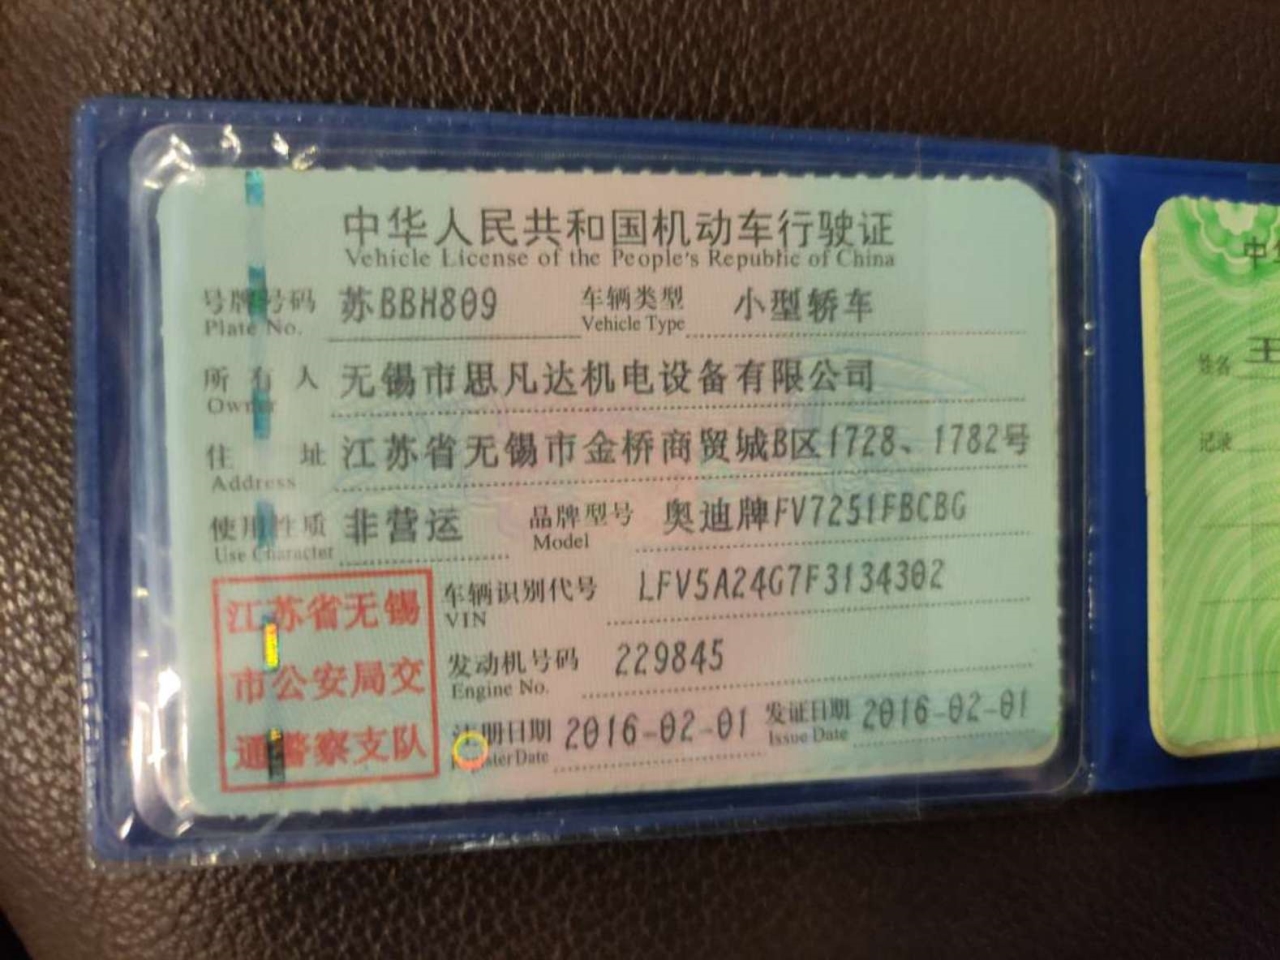 中华人民共和国机动车行驶证
Vehicle License of the People's Republic of China
号牌号码 苏BBH809 车辆类型 小型轿车
Plate No. Vehicle Type
所有人 无锡市思凡达机电设备有限公司
Owner
住址 江苏省无锡市金桥商贸城B区1728、1782号
Address
使用性质 非营运 品牌型号 奥迪牌FV7251FBCBG
Use Character Model
车辆识别代号 LFV5A24G7F3134302
VIN
发动机号码 229845
Engine No.
注册日期 2016-02-01 发证日期 2016-02-01
Register Date Issue Date
江苏省无锡
市公安局交
通警察支队
中
姓名 王
记录